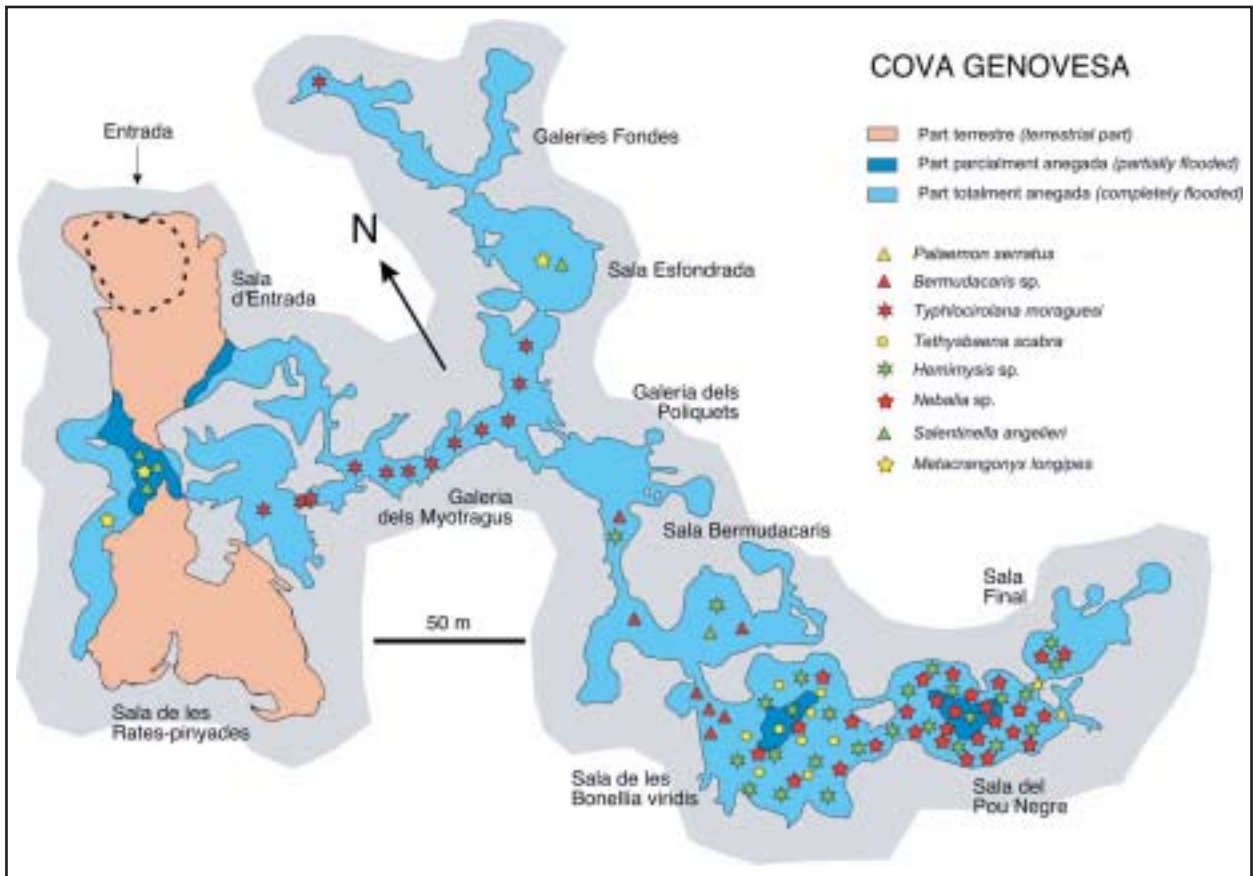 COVA GENOVESA
Part terrestre (terrestrial part)
Part parcialment anegada (partially flooded)
Part totalment anegada (completely flooded)
Palaemon serratus
Bermudacaris sp.
Typhlocirolana moraguesi
Tethysbaena scabra
Hemimysis sp.
Nebalia sp.
Salentinella angelieri
Metacrangonyx longipes
Entrada
Galeries Fondes
N
Sala
d'Entrada
Sala Esfondrada
Galeria dels
Poliquets
Galeria
dels Myotragus
Sala Bermudacaris
50 m
Sala
Final
Sala de les
Rates-pinyades
Sala de les
Bonellia viridis
Sala del
Pou Negre